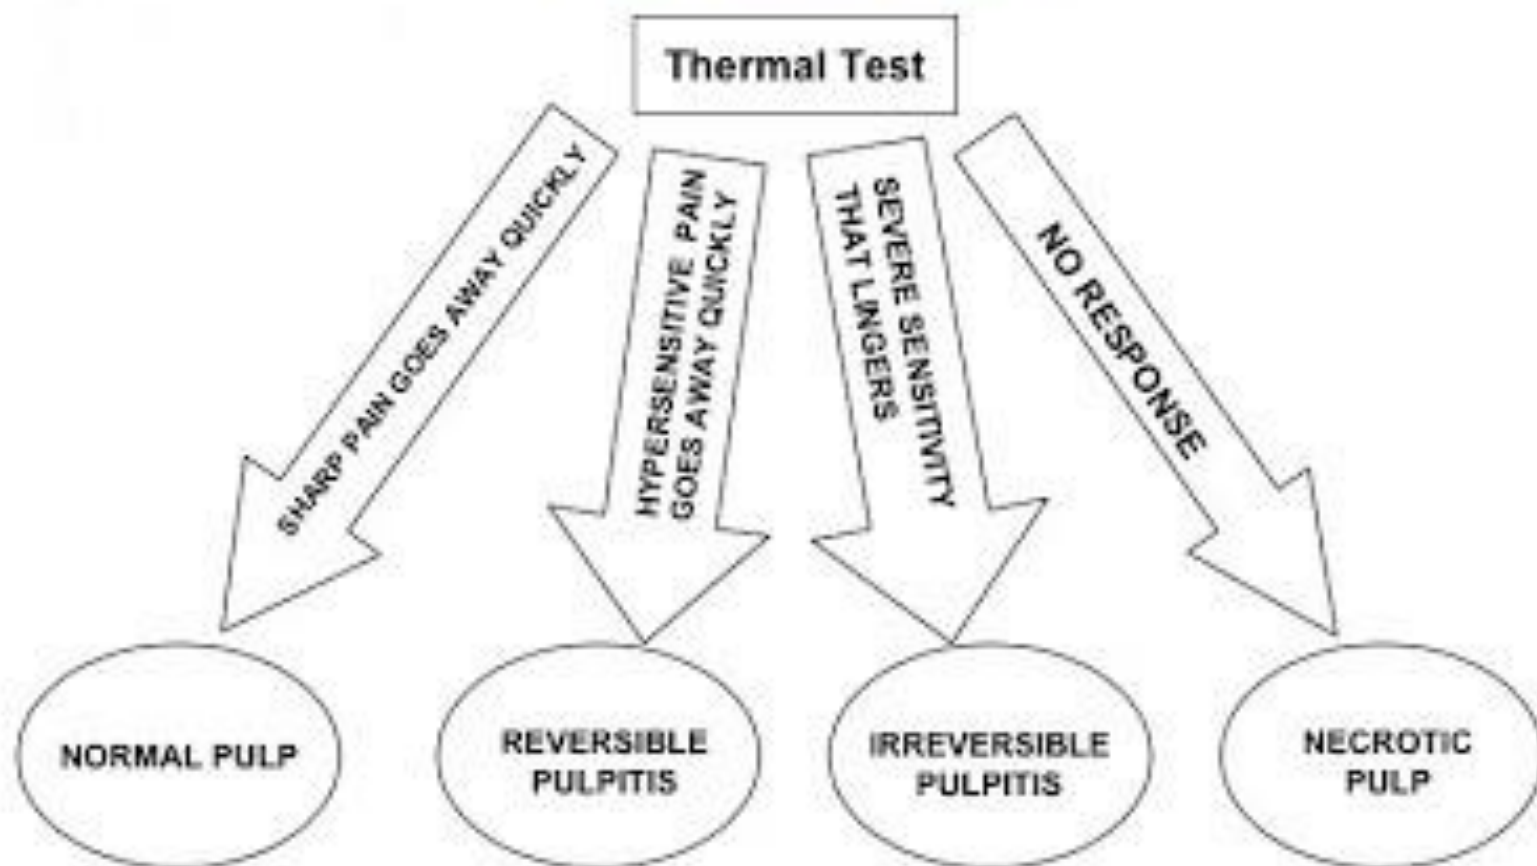 Thermal Test
SHARP PAIN GOES AWAY QUICKLY
HYPERSENSITIVE PAIN
GOES AWAY QUICKLY
SEVERE SENSITIVITY
THAT LINGERS
NO RESPONSE
NORMAL PULP
REVERSIBLE
PULPITIS
IRREVERSIBLE
PULPITIS
NECROTIC
PULP